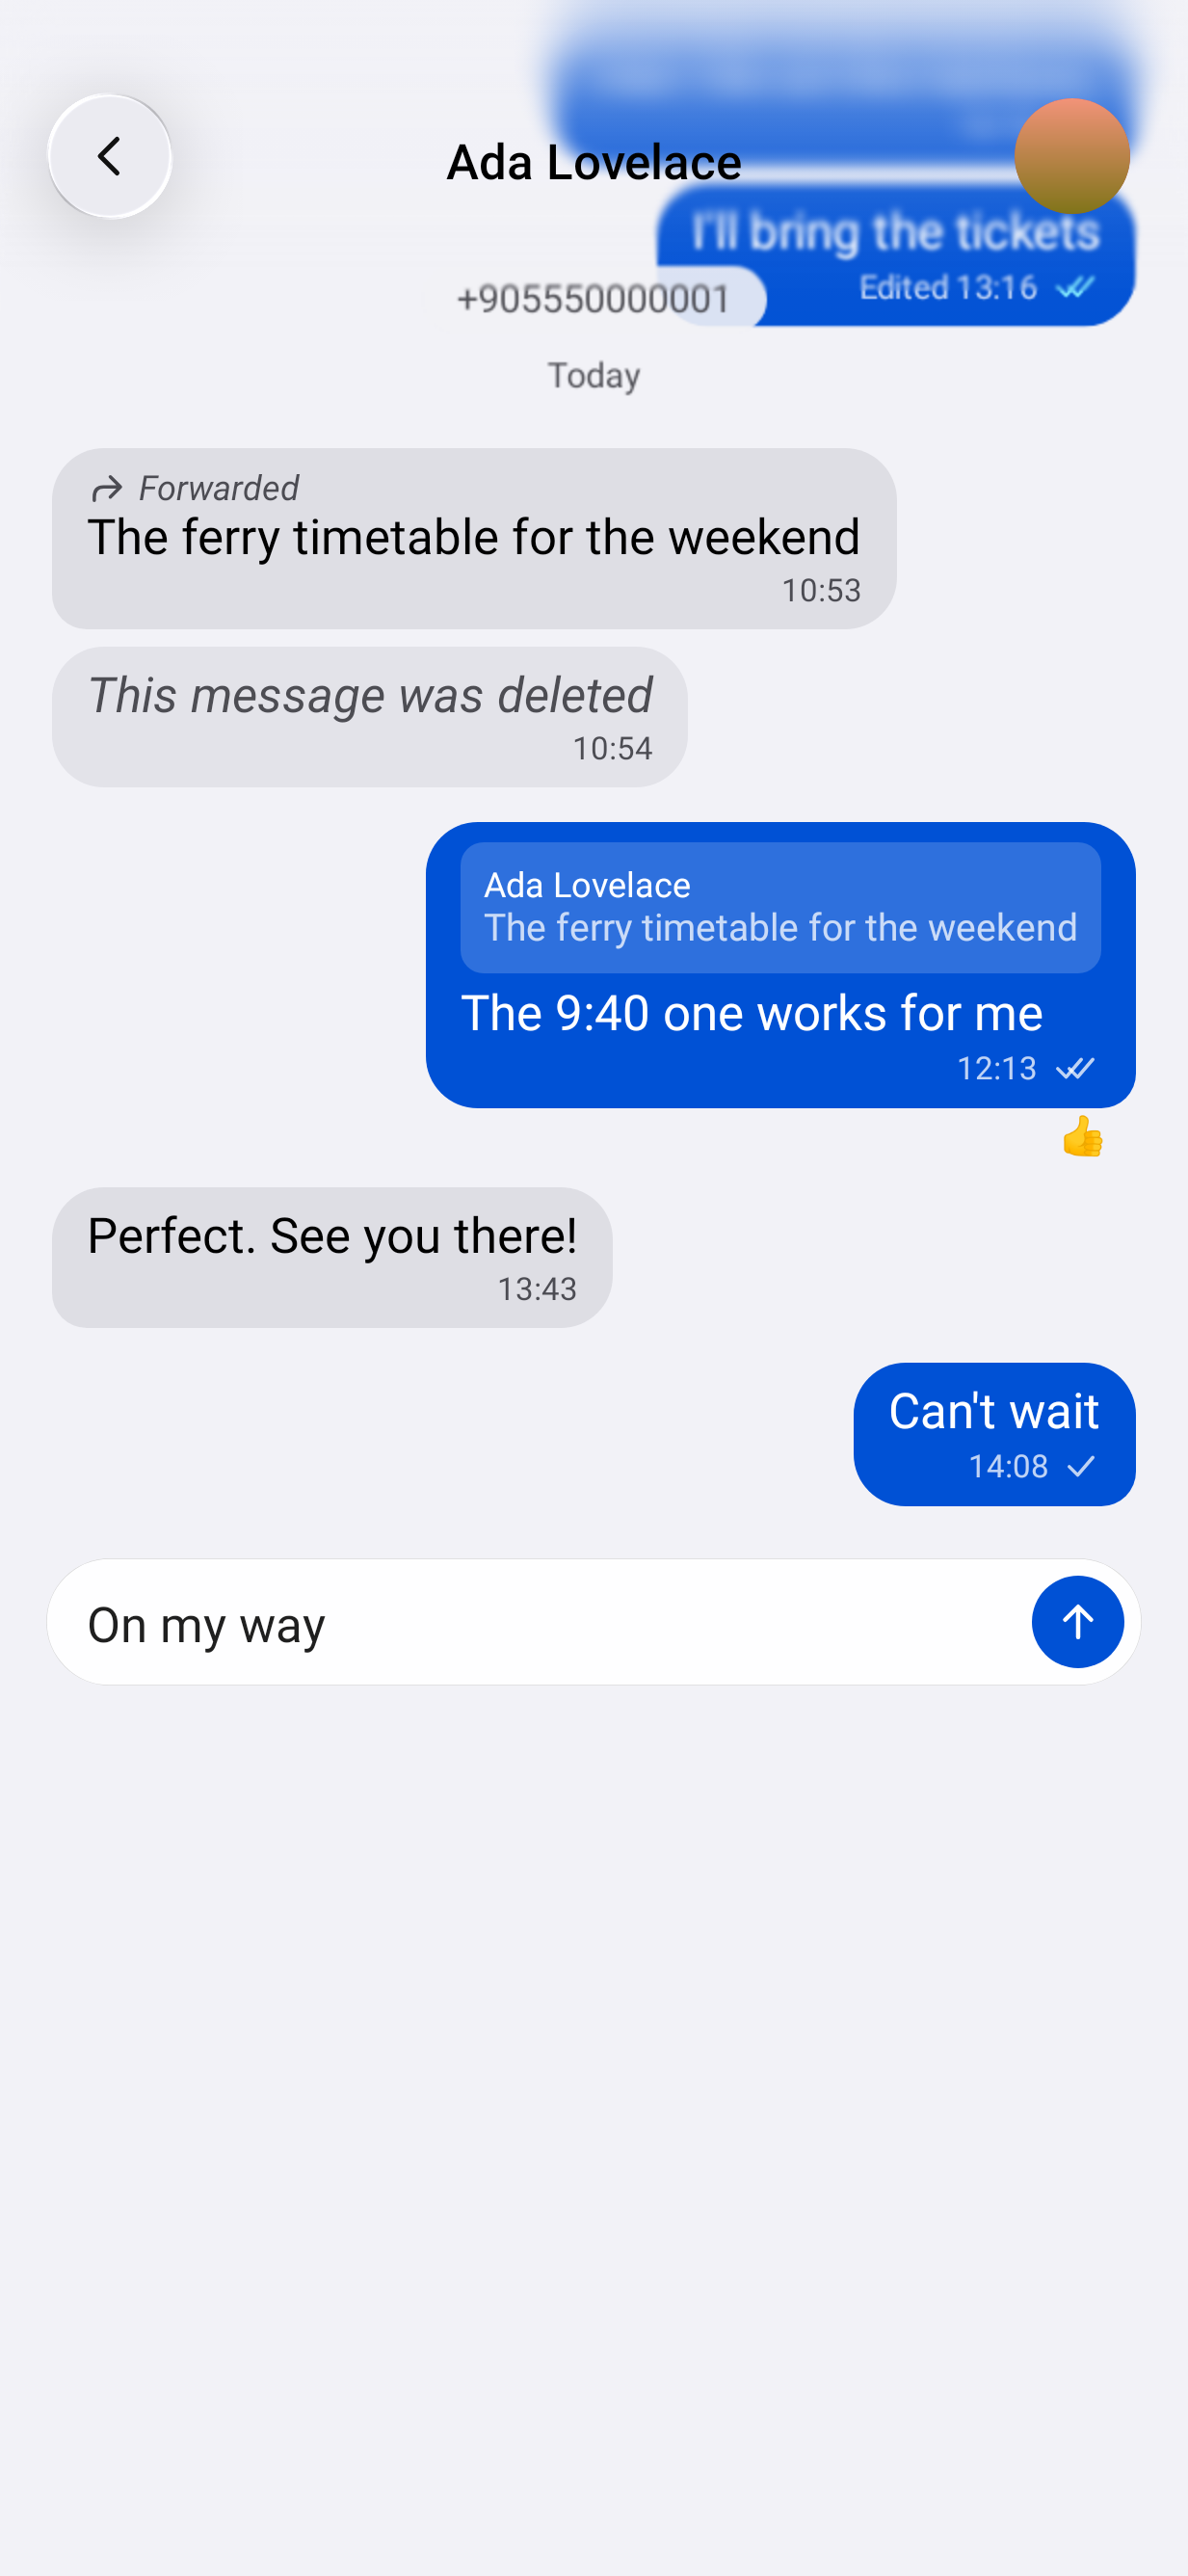 Ada Lovelace
I'll bring the tickets
Edited 13:16
+905550000001
Today
Forwarded
The ferry timetable for the weekend
10:53
This message was deleted
10:54
Ada Lovelace
The ferry timetable for the weekend
The 9:40 one works for me
12:13
Perfect. See you there!
13:43
Can't wait
14:08
On my way